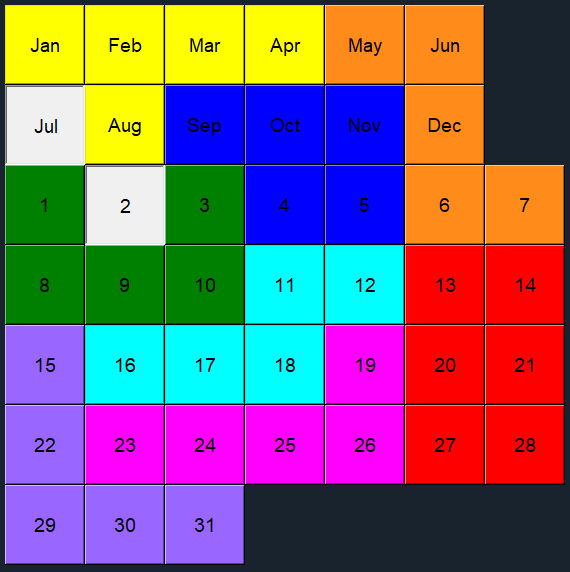 Jan Feb Mar Apr May Jun
Jul Aug Sep Oct Nov Dec
1 2 3 4 5 6 7
8 9 10 11 12 13 14
15 16 17 18 19 20 21
22 23 24 25 26 27 28
29 30 31